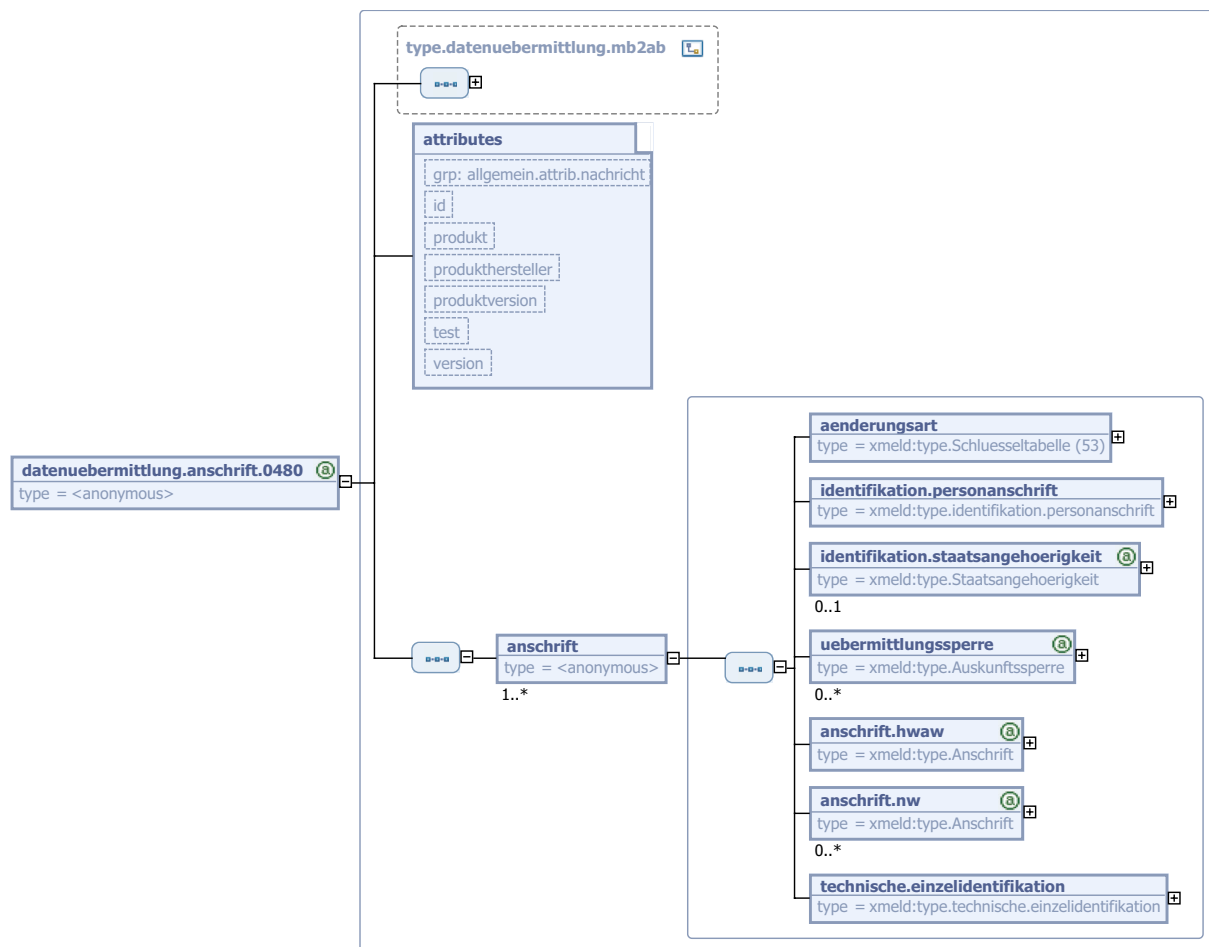 type.datenuebermittlung.mb2ab
attributes
grp: allgemein.attrib.nachricht
id
produkt
produkthersteller
produktversion
test
version
datenuebermittlung.anschrift.0480 a
type = <anonymous>
anschrift
type = <anonymous>
1..*
aenderungsart
type = xmeld:type.Schluesseltabelle (53)
identifikation.personanschrift
type = xmeld:type.identifikation.personanschrift
identifikation.staatsangehoerigkeit a
type = xmeld:type.Staatsangehoerigkeit
0..1
uebermittlungssperre a
type = xmeld:type.Auskunftssperre
0..*
anschrift.hwaw a
type = xmeld:type.Anschrift
anschrift.nw a
type = xmeld:type.Anschrift
0..*
technische.einzelidentifikation
type = xmeld:type.technische.einzelidentifikation